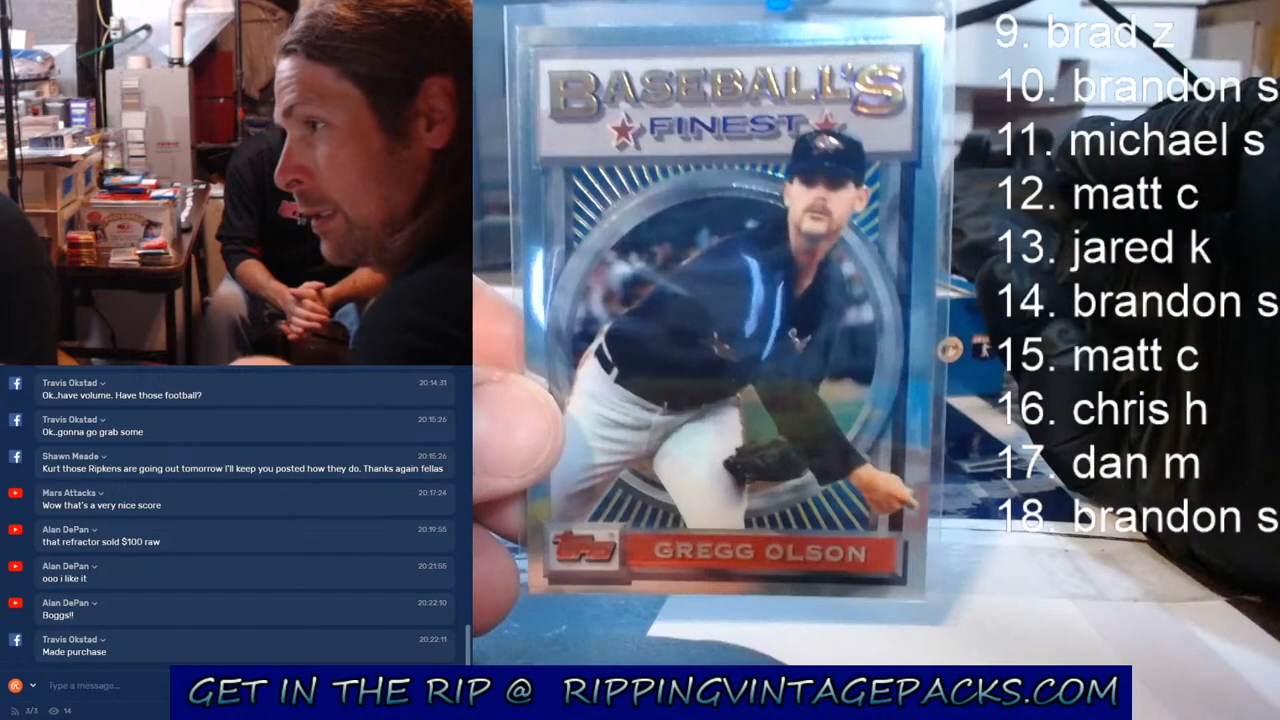 BASEBALL'S
FINEST
Topps
GREGG OLSON
9. brad z
10. brandon s
11. michael s
12. matt c
13. jared k
14. brandon s
15. matt c
16. chris h
17. dan m
18. brandon s
Travis Okstad 20:14:31
Ok..have volume. Have those football?
Travis Okstad 20:15:26
Ok..gonna go grab some
Shawn Meade 20:15:26
Kurt those Ripkens are going out tomorrow I'll keep you posted how they do. Thanks again fellas
Mars Attacks 20:17:24
Wow that's a very nice score
Alan DePan 20:19:55
that refractor sold $100 raw
Alan DePan 20:21:55
ooo i like it
Alan DePan 20:22:10
Boggs!!
Travis Okstad 20:22:11
Made purchase
Type a message...
3/3 14
GET IN THE RIP @ RIPPINGVINTAGEPACKS.COM